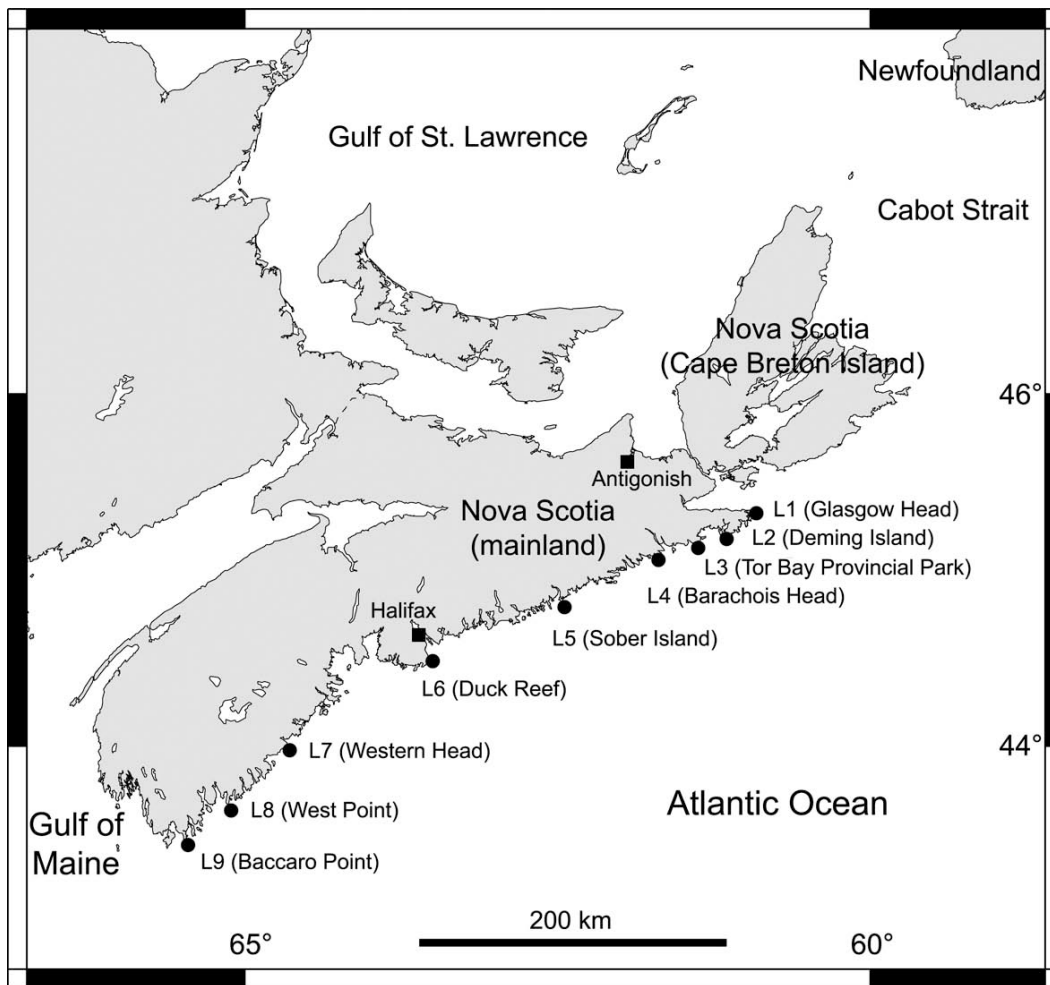 Newfoundland
Gulf of St. Lawrence
Cabot Strait
Nova Scotia
(Cape Breton Island)
46°
Antigonish
L1 (Glasgow Head)
Nova Scotia
(mainland)
L2 (Deming Island)
L3 (Tor Bay Provincial Park)
L4 (Barachois Head)
Halifax
L5 (Sober Island)
L6 (Duck Reef)
44°
L7 (Western Head)
Atlantic Ocean
L8 (West Point)
Gulf of
Maine
L9 (Baccaro Point)
200 km
65°
60°